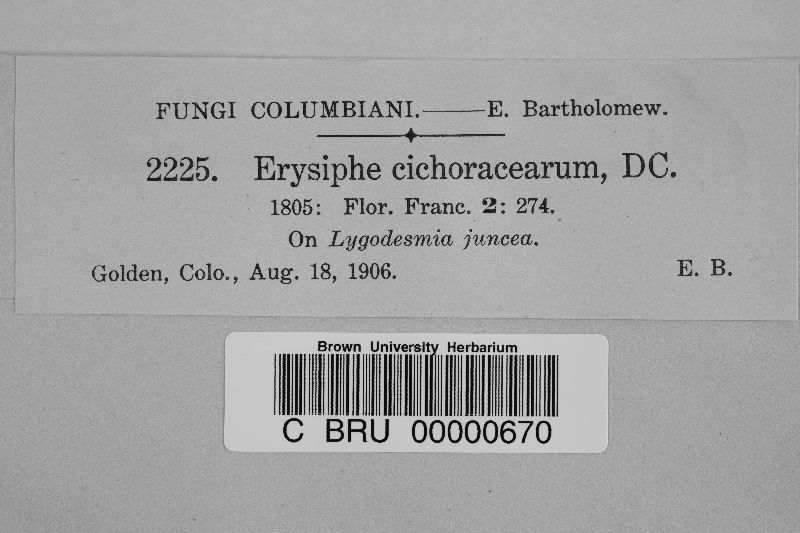 FUNGI COLUMBIANI.——E. Bartholomew.
2225. Erysiphe cichoracearum, DC.
1805: Flor. Franc. 2: 274.
On Lygodesmia juncea.
Golden, Colo., Aug. 18, 1906. E. B.
Brown University Herbarium
C BRU 00000670